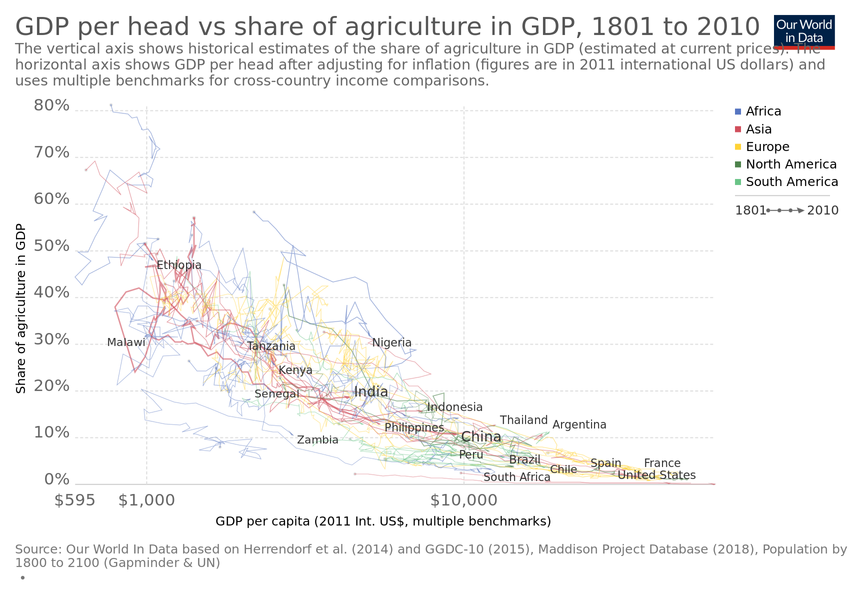 GDP per head vs share of agriculture in GDP, 1801 to 2010
Our World
in Data
The vertical axis shows historical estimates of the share of agriculture in GDP (estimated at current prices). The
horizontal axis shows GDP per head after adjusting for inflation (figures are in 2011 international US dollars) and
uses multiple benchmarks for cross-country income comparisons.
80%
70%
60%
50%
40%
30%
20%
10%
0%
Share of agriculture in GDP
Ethiopia
Malawi
Tanzania
Nigeria
Kenya
Senegal
India
Indonesia
Philippines
Thailand
Argentina
Zambia
China
Peru
Brazil
Chile
Spain
France
South Africa
United States
Africa
Asia
Europe
North America
South America
1801 2010
$595 $1,000 $10,000
GDP per capita (2011 Int. US$, multiple benchmarks)
Source: Our World In Data based on Herrendorf et al. (2014) and GGDC-10 (2015), Maddison Project Database (2018), Population by
1800 to 2100 (Gapminder & UN)
•